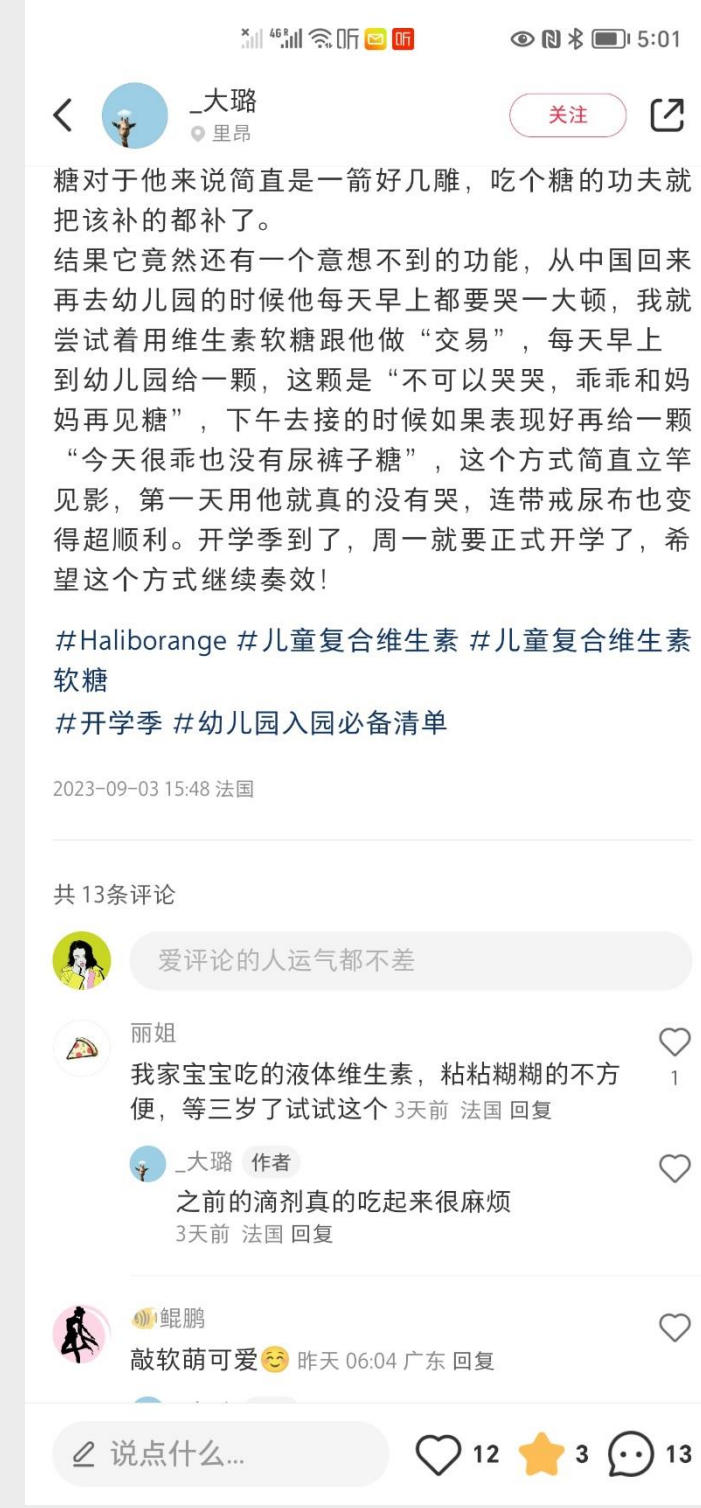 46R 听 听 5:01
_大璐
里昂
关注
糖对于他来说简直是一箭好几雕，吃个糖的功夫就
把该补的都补了。
结果它竟然还有一个意想不到的功能，从中国回来
再去幼儿园的时候他每天早上都要哭一大顿，我就
尝试着用维生素软糖跟他做“交易”，每天早上
到幼儿园给一颗，这颗是“不可以哭哭，乖乖和妈
妈再见糖”，下午去接的时候如果表现好再给一颗
“今天很乖也没有尿裤子糖”，这个方式简直立竿
见影，第一天用他就真的没有哭，连带戒尿布也变
得超顺利。开学季到了，周一就要正式开学了，希
望这个方式继续奏效！
#Haliborange #儿童复合维生素 #儿童复合维生素
软糖
#开学季 #幼儿园入园必备清单
2023-09-03 15:48 法国
共 13条评论
爱评论的人运气都不差
丽姐
我家宝宝吃的液体维生素，粘粘糊糊的不方
便，等三岁了试试这个 3天前 法国 回复
1
_大璐 作者
之前的滴剂真的吃起来很麻烦
3天前 法国 回复
🐠鲲鹏
敲软萌可爱☺️ 昨天 06:04 广东 回复
说点什么...
12
3
13